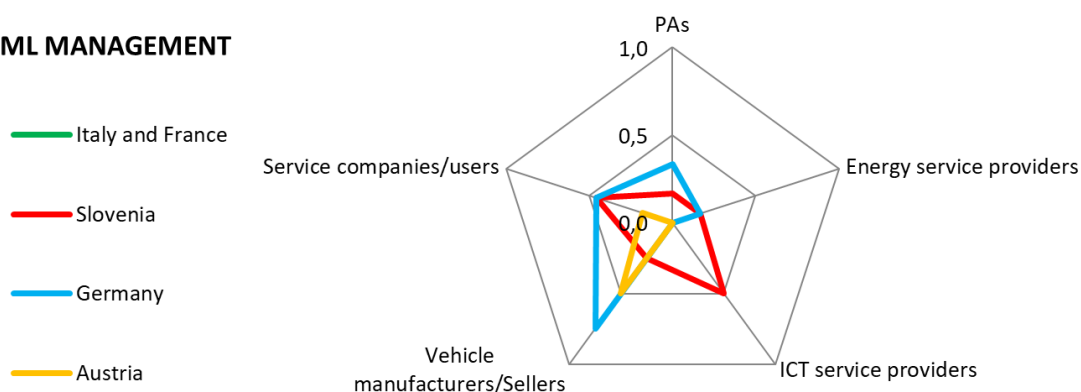 ML MANAGEMENT
Italy and France
Slovenia
Germany
Austria
PAs
1,0
0,5
0,0
Energy service providers
ICT service providers
Vehicle
manufacturers/Sellers
Service companies/users